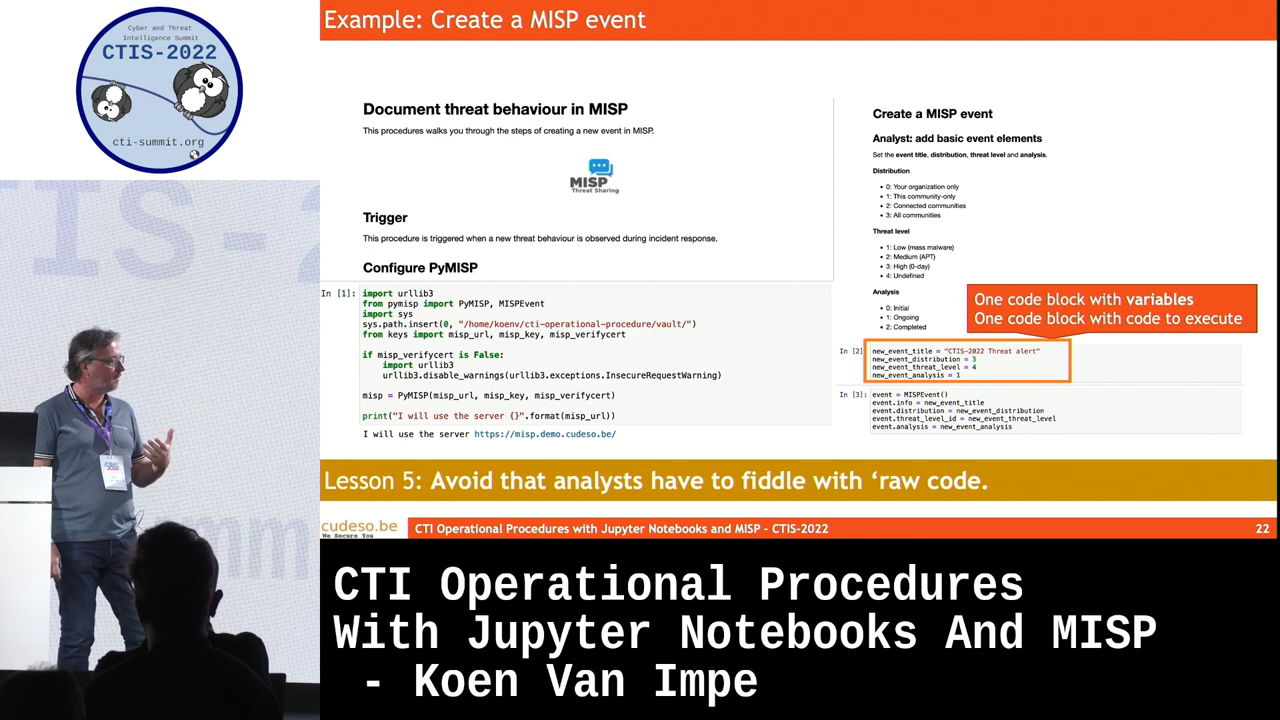 Cyber and Threat
Intelligence Summit
CTIS-2022
cti-summit.org
Example: Create a MISP event
Document threat behaviour in MISP
This procedures walks you through the steps of creating a new event in MISP.
MISP
Threat Sharing
Trigger
This procedure is triggered when a new threat behaviour is observed during incident response.
Configure PyMISP
In [1]:
import urllib3
from pymisp import PyMISP, MISPEvent
import sys
sys.path.insert(0, "/home/koenv/cti-operational-procedure/vault/")
from keys import misp_url, misp_key, misp_verifycert
if misp_verifycert is False:
import urllib3
urllib3.disable_warnings(urllib3.exceptions.InsecureRequestWarning)
misp = PyMISP(misp_url, misp_key, misp_verifycert)
print("I will use the server {}".format(misp_url))
I will use the server https://misp.demo.cudeso.be/
Create a MISP event
Analyst: add basic event elements
Set the event title, distribution, threat level and analysis.
Distribution
• 0: Your organization only
• 1: This community-only
• 2: Connected communities
• 3: All communities
Threat level
• 1: Low (mass malware)
• 2: Medium (APT)
• 3: High (0-day)
• 4: Undefined
Analysis
• 0: Initial
• 1: Ongoing
• 2: Completed
One code block with variables
One code block with code to execute
In [2]
new_event_title = "CTIS-2022 Threat alert"
new_event_distribution = 3
new_event_threat_level = 4
new_event_analysis = 1
In [3]:
event = MISPEvent()
event.info = new_event_title
event.distribution = new_event_distribution
event.threat_level_id = new_event_threat_level
event.analysis = new_event_analysis
Lesson 5: Avoid that analysts have to fiddle with ‘raw code.
cudeso.be
We Secure You
CTI Operational Procedures with Jupyter Notebooks and MISP - CTIS-2022
22
CTI Operational Procedures
With Jupyter Notebooks And MISP
- Koen Van Impe